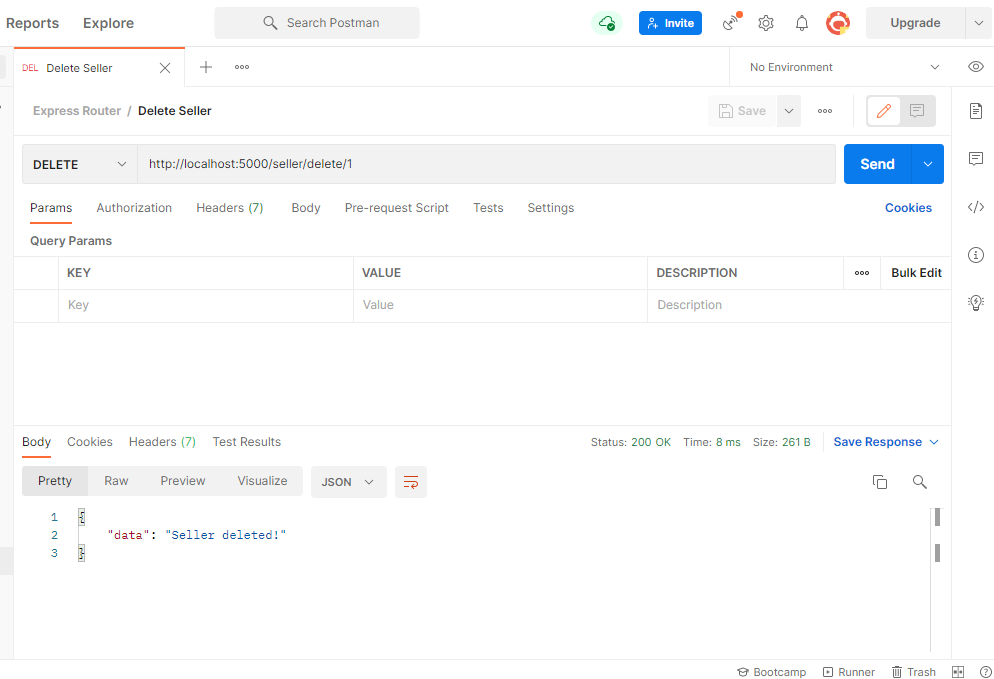 Reports Explore Search Postman Invite Upgrade
DEL Delete Seller No Environment
Express Router / Delete Seller Save
DELETE http://localhost:5000/seller/delete/1 Send
Params Authorization Headers (7) Body Pre-request Script Tests Settings Cookies
Query Params
KEY VALUE DESCRIPTION Bulk Edit
Key Value Description
Body Cookies Headers (7) Test Results Status: 200 OK Time: 8 ms Size: 261 B Save Response
Pretty Raw Preview Visualize JSON
1 {
2 "data": "Seller deleted!"
3 }
Bootcamp Runner Trash